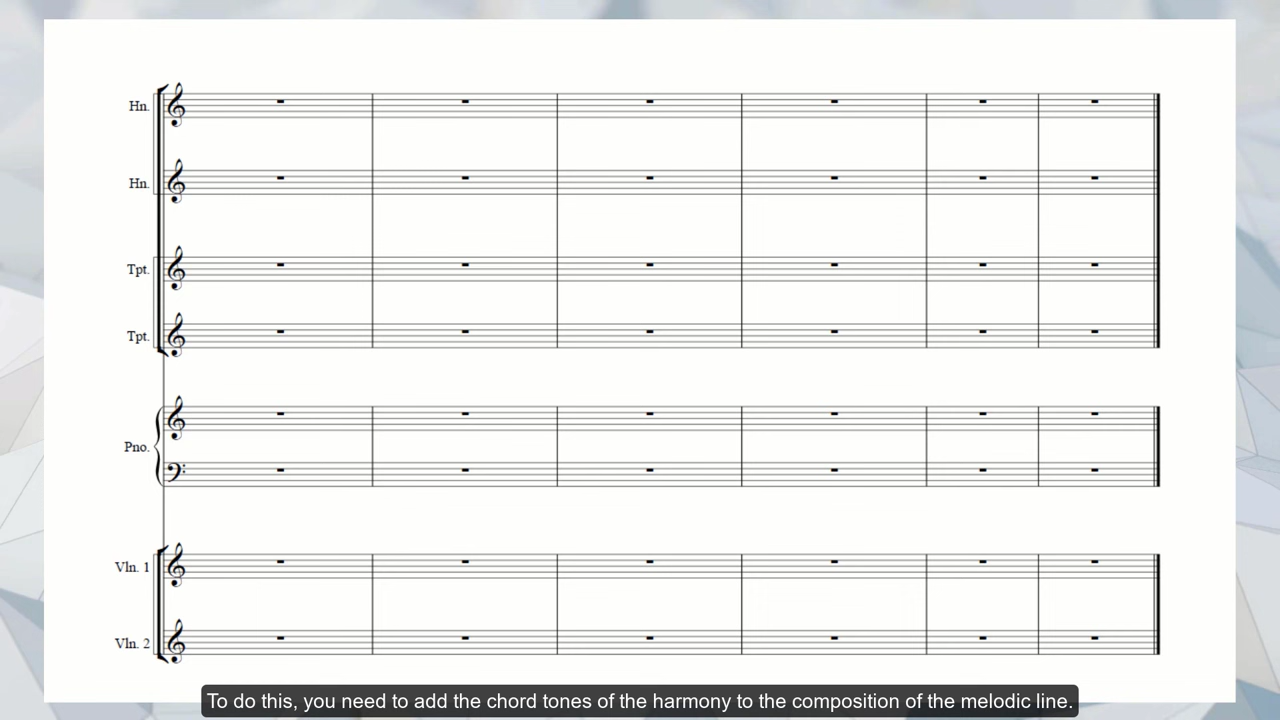 Hn.
Hn.
Tpt.
Tpt.
Pno.
Vln. 1
Vln. 2
To do this, you need to add the chord tones of the harmony to the composition of the melodic line.